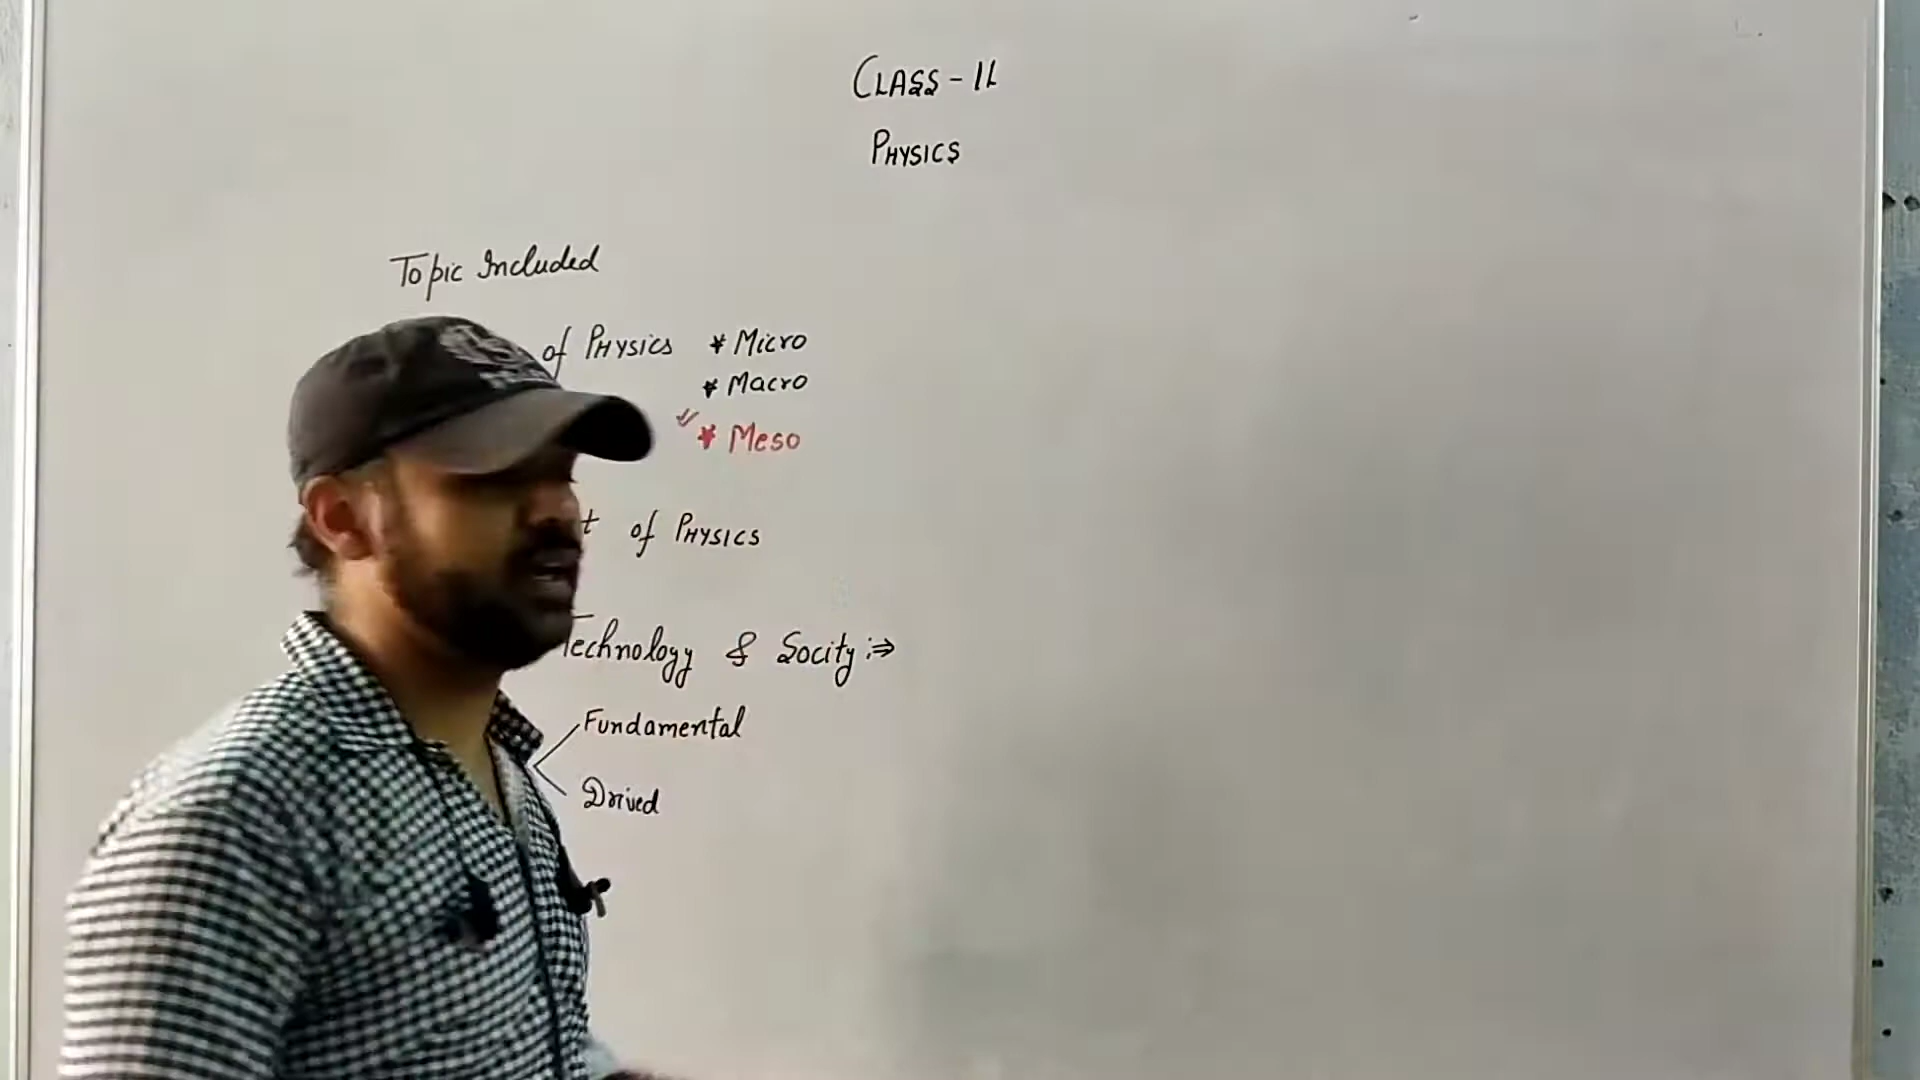 CLASS-11
PHYSICS
Topic Included
of PHYSICS * Micro
* Macro
* Meso
t of PHYSICS
Technology & Socity :⇒
Fundamental
Drived